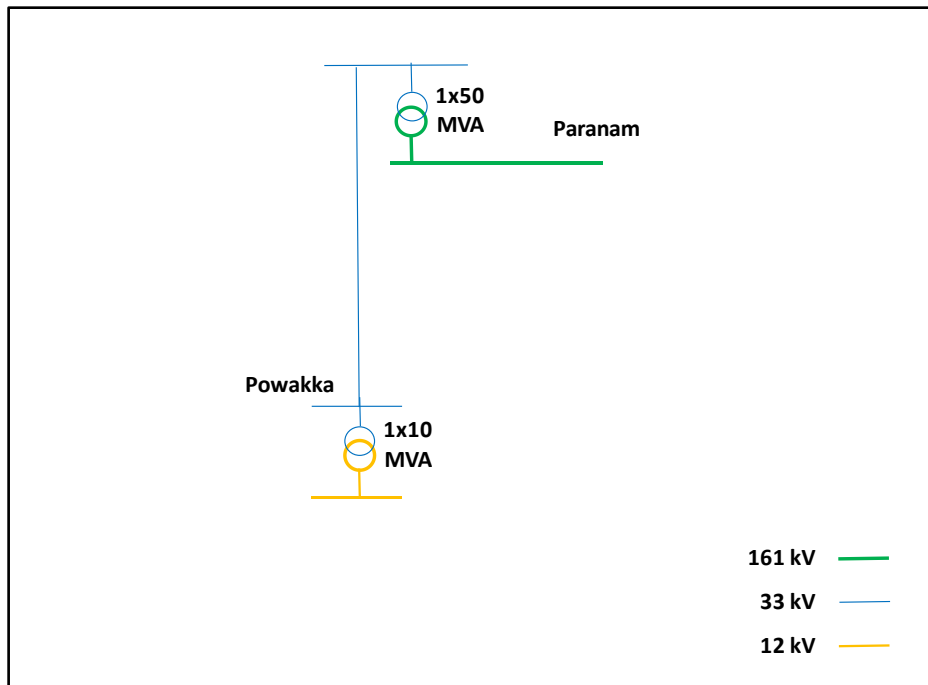 1x50
MVA
Paranam
Powakka
1x10
MVA
161 kV
33 kV
12 kV